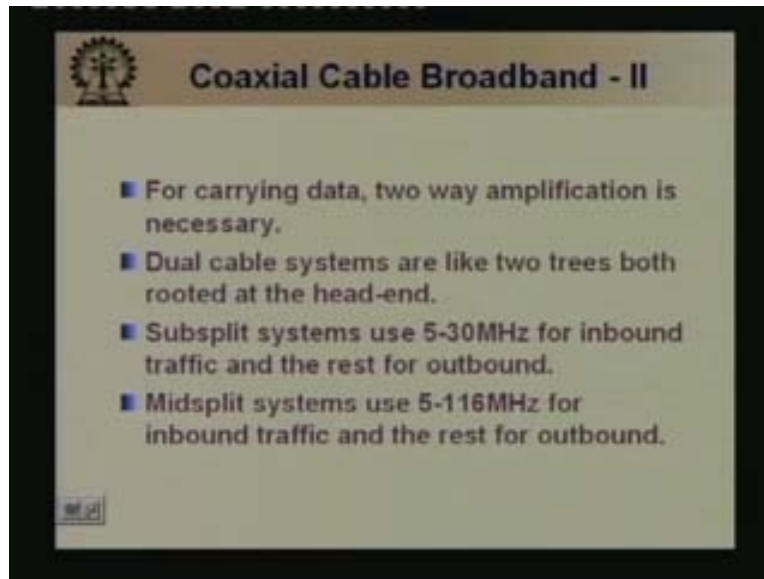 Coaxial Cable Broadband - II
For carrying data, two way amplification is
necessary.
Dual cable systems are like two trees both
rooted at the head-end.
Subsplit systems use 5-30MHz for inbound
traffic and the rest for outbound.
Midsplit systems use 5-116MHz for
inbound traffic and the rest for outbound.